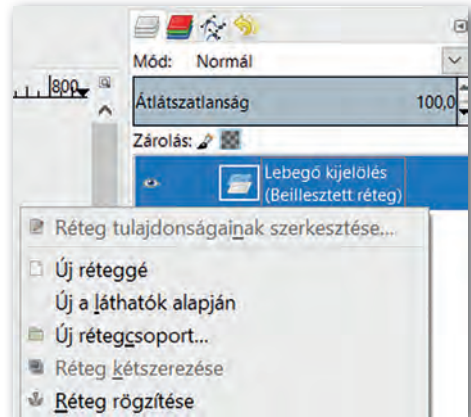 Mód: Normál
800
Átlátszatlanság 100,0
Zárolás:
Lebegő kijelölés
(Beillesztett réteg)
Réteg tulajdonságainak szerkesztése...
Új réteggé
Új a láthatók alapján
Új rétegcsoport...
Réteg kétszerezése
Réteg rögzítése